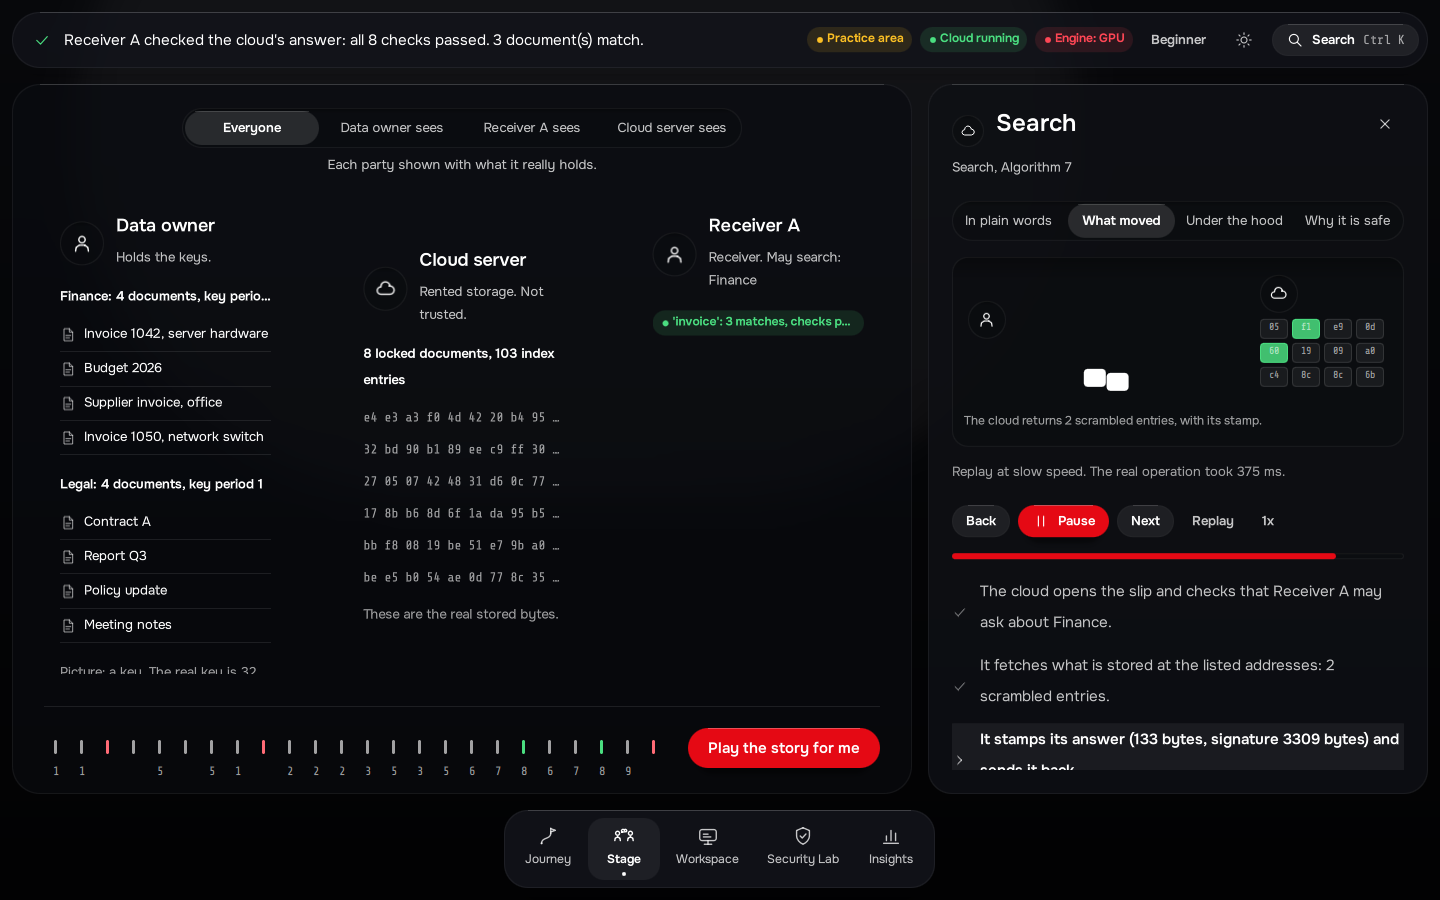 Receiver A checked the cloud's answer: all 8 checks passed. 3 document(s) match.
Practice area
Cloud running
Engine: GPU
Beginner
Search Ctrl K
Everyone
Data owner sees
Receiver A sees
Cloud server sees
Each party shown with what it really holds.
Data owner
Holds the keys.
Finance: 4 documents, key perio...
Invoice 1042, server hardware
Budget 2026
Supplier invoice, office
Invoice 1050, network switch
Legal: 4 documents, key period 1
Contract A
Report Q3
Policy update
Meeting notes
Picture: a key. The real key is 32
Cloud server
Rented storage. Not
trusted.
8 locked documents, 103 index
entries
e4 e3 a3 f0 4d 42 20 b4 95 …
32 bd 90 b1 89 ee c9 ff 30 …
27 05 07 42 48 31 d6 0c 77 …
17 8b b6 8d 6f 1a da 95 b5 …
bb f8 08 19 be 51 e7 9b a0 …
be e5 b0 54 ae 0d 77 8c 35 …
These are the real stored bytes.
Receiver A
Receiver. May search:
Finance
'invoice': 3 matches, checks p...
1 1 5 5 1 2 2 2 3 5 3 5 6 7 8 6 7 8 9
Play the story for me
Search
Search, Algorithm 7
In plain words
What moved
Under the hood
Why it is safe
05 f1 e9 0d
60 19 09 a0
c4 8c 8c 6b
The cloud returns 2 scrambled entries, with its stamp.
Replay at slow speed. The real operation took 375 ms.
Back
Pause
Next
Replay
1x
The cloud opens the slip and checks that Receiver A may
ask about Finance.
It fetches what is stored at the listed addresses: 2
scrambled entries.
It stamps its answer (133 bytes, signature 3309 bytes) and
sends it back
Journey
Stage
Workspace
Security Lab
Insights